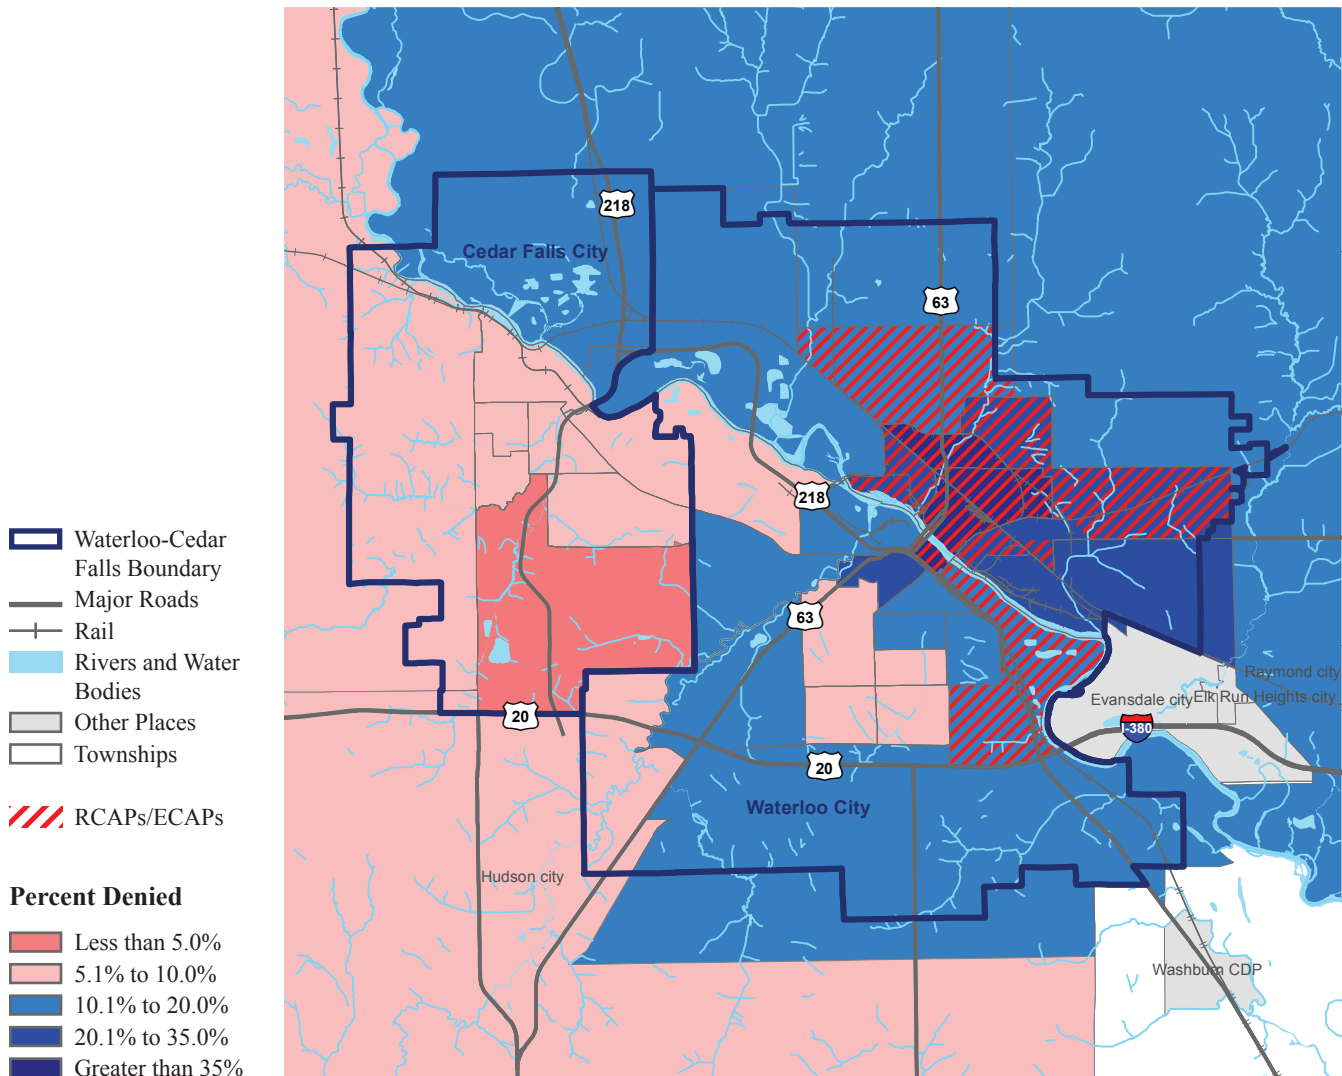 218
Cedar Falls City
63
218
Waterloo-Cedar
Falls Boundary
Major Roads
Rail
Rivers and Water
Bodies
Other Places
Townships
RCAPs/ECAPs
63
Raymond city
Evansdale city
Elk Run Heights city
20
I-380
20
Waterloo City
Hudson city
Percent Denied
Less than 5.0%
5.1% to 10.0%
10.1% to 20.0%
20.1% to 35.0%
Greater than 35%
Washburn CDP